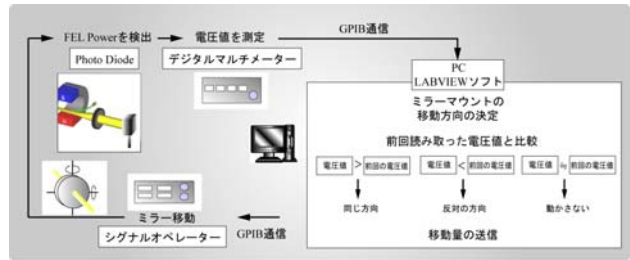 FEL Powerを検出
Photo Diode
電圧値を測定
デジタルマルチメーター
GPIB通信
PC
LABVIEWソフト
ミラーマウントの
移動方向の決定
前回読み取った電圧値と比較
電圧値 > 前回の電圧値
電圧値 < 前回の電圧値
電圧値 ≒ 前回の電圧値
同じ方向
反対の方向
動かさない
移動量の送信
GPIB通信
ミラー移動
シグナルオペレーター